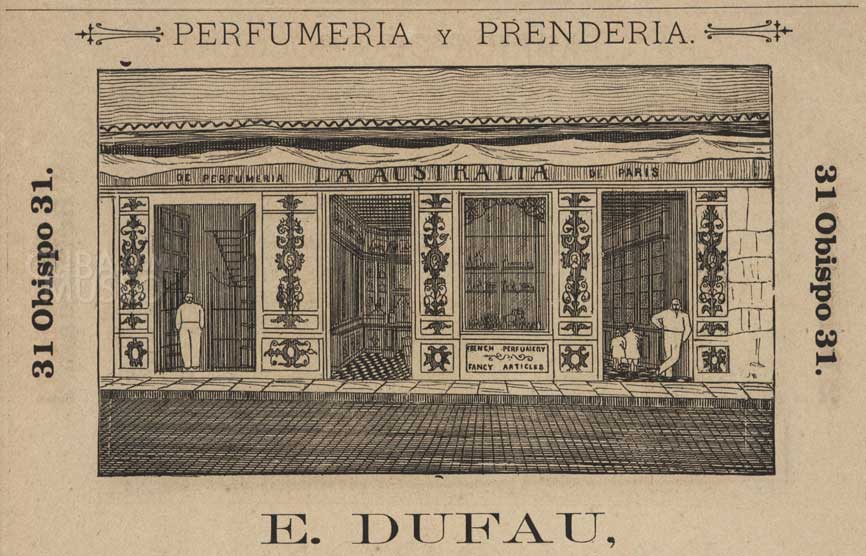 PERFUMERIA Y PRENDERIA.
31 Obispo 31.
DE PERFUMERIA LA AUSTRALIA DE PARIS
FRENCH PERFUMERY
FANCY ARTICLES
31 Obispo 31.
E. DUFAU,